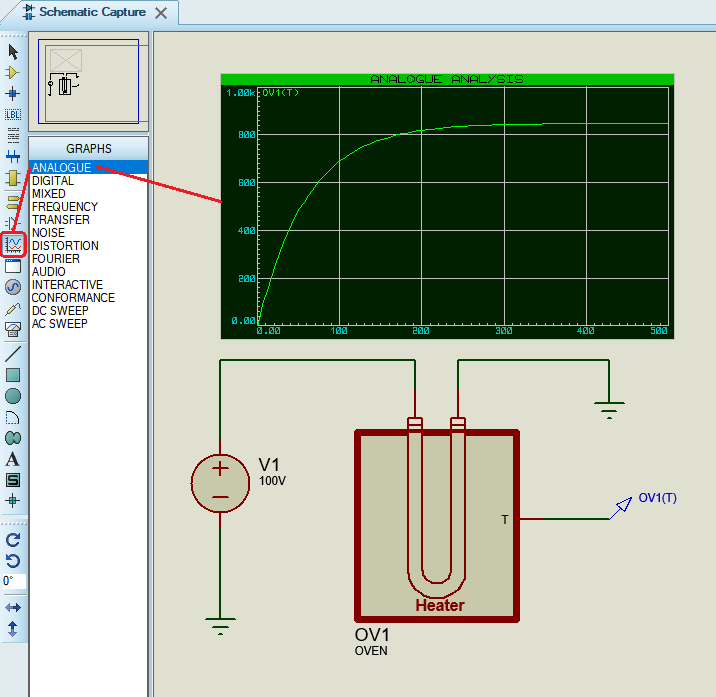 Schematic Capture
LBL
GRAPHS
ANALOGUE
DIGITAL
MIXED
FREQUENCY
TRANSFER
NOISE
DISTORTION
FOURIER
AUDIO
INTERACTIVE
CONFORMANCE
DC SWEEP
AC SWEEP
A
S
0°
ANALOGUE ANALYSIS
1.00k OV1(T)
800
600
400
200
0.00
0.00 100 200 300 400 500
V1
100V
T
OV1(T)
Heater
OV1
OVEN